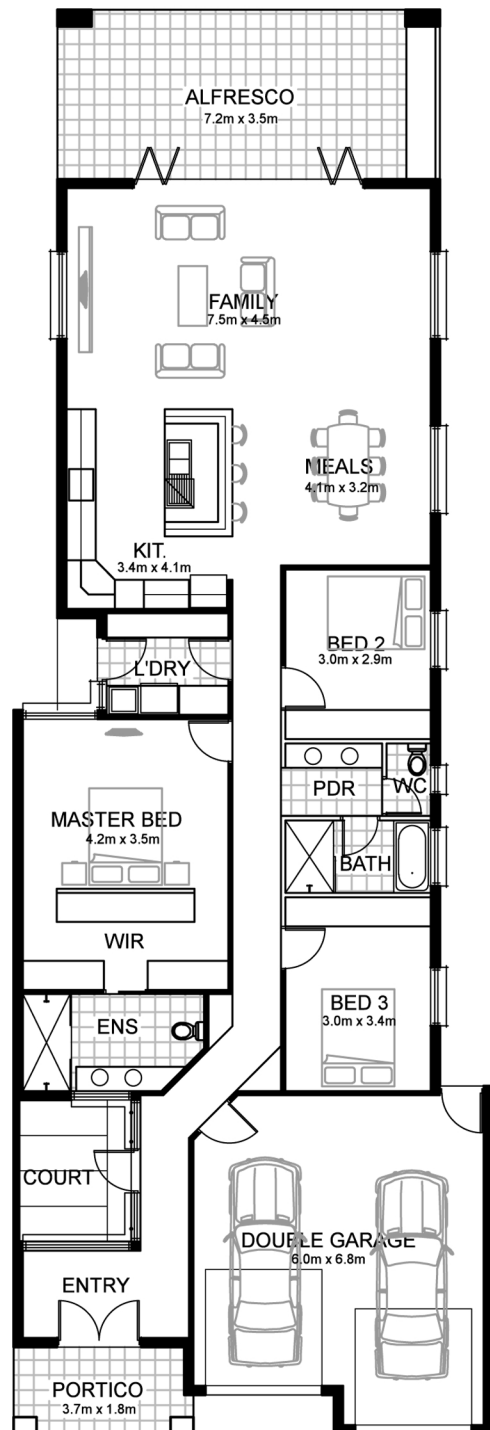 ALFRESCO
7.2m x 3.5m
FAMILY
7.5m x 4.5m
MEALS
4.1m x 3.2m
KIT.
3.4m x 4.1m
BED 2
3.0m x 2.9m
L'DRY
PDR
WC
MASTER BED
4.2m x 3.5m
BATH
WIR
BED 3
3.0m x 3.4m
ENS
COURT
DOUBLE GARAGE
6.0m x 6.8m
ENTRY
PORTICO
3.7m x 1.8m